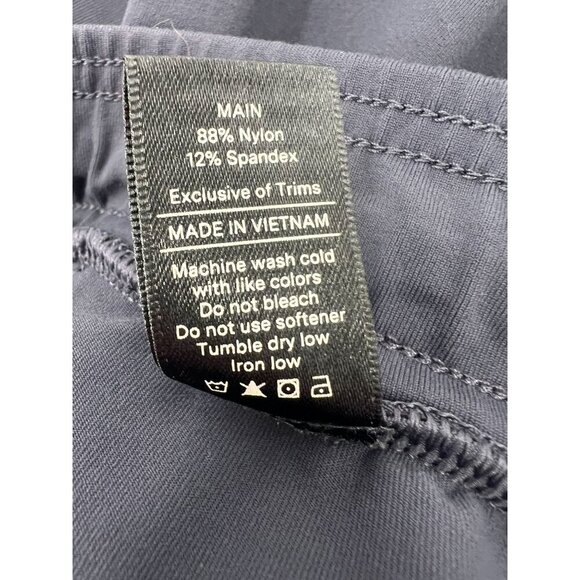 MAIN
88% Nylon
12% Spandex
Exclusive of Trims
MADE IN VIETNAM
Machine wash cold
with like colors
Do not bleach
Do not use softener
Tumble dry low
Iron low